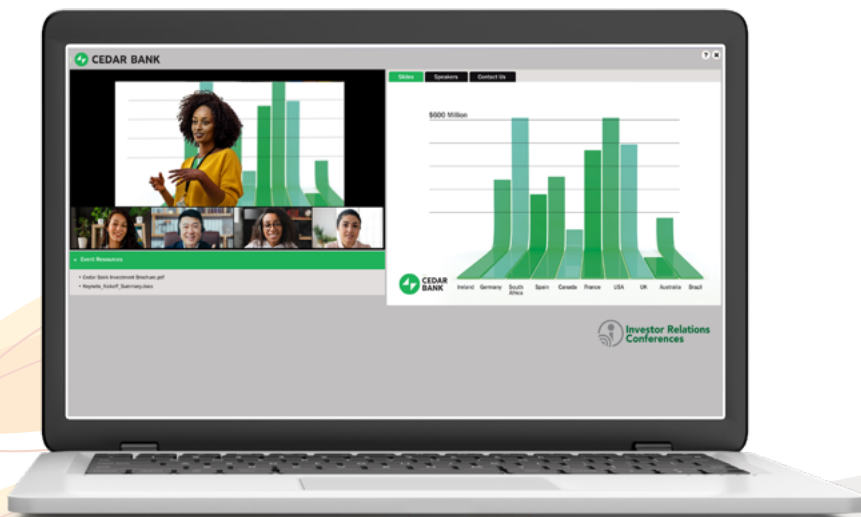 CEDAR BANK
? ✖
Slides Speakers Contact Us
$600 Million
Event Resources
• Cedar Bank Investment Brochure.pdf
• Keynote_Kickoff_Summary.docx
CEDAR
BANK
Ireland Germany South Africa Spain Canada France USA UK Australia Brazil
Investor Relations
Conferences